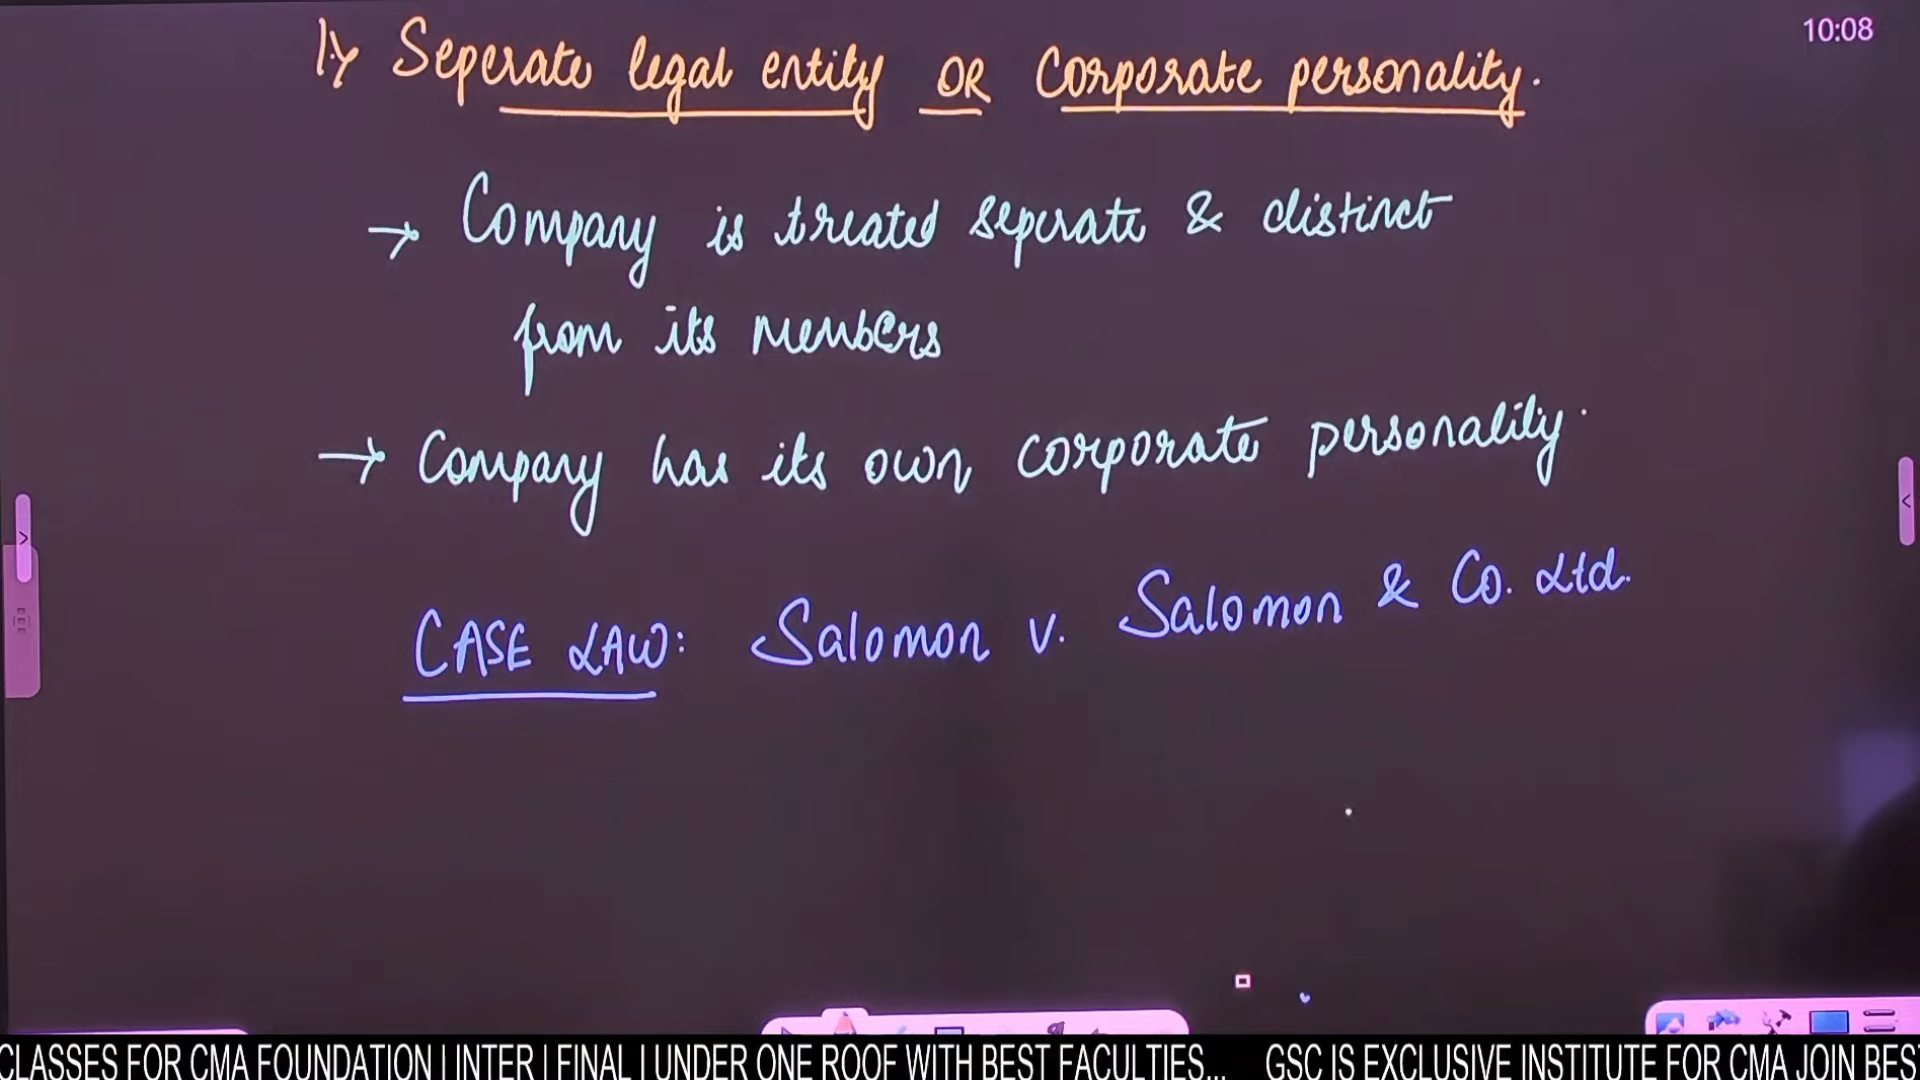 10:08
1.) Seperate legal entity OR Corporate personality.
→ Company is treated seperate & distinct
from its members
→ Company has its own corporate personality.
CASE LAW: Salomon v. Salomon & Co. Ltd.
CLASSES FOR CMA FOUNDATION | INTER | FINAL | UNDER ONE ROOF WITH BEST FACULTIES... GSC IS EXCLUSIVE INSTITUTE FOR CMA JOIN BEST